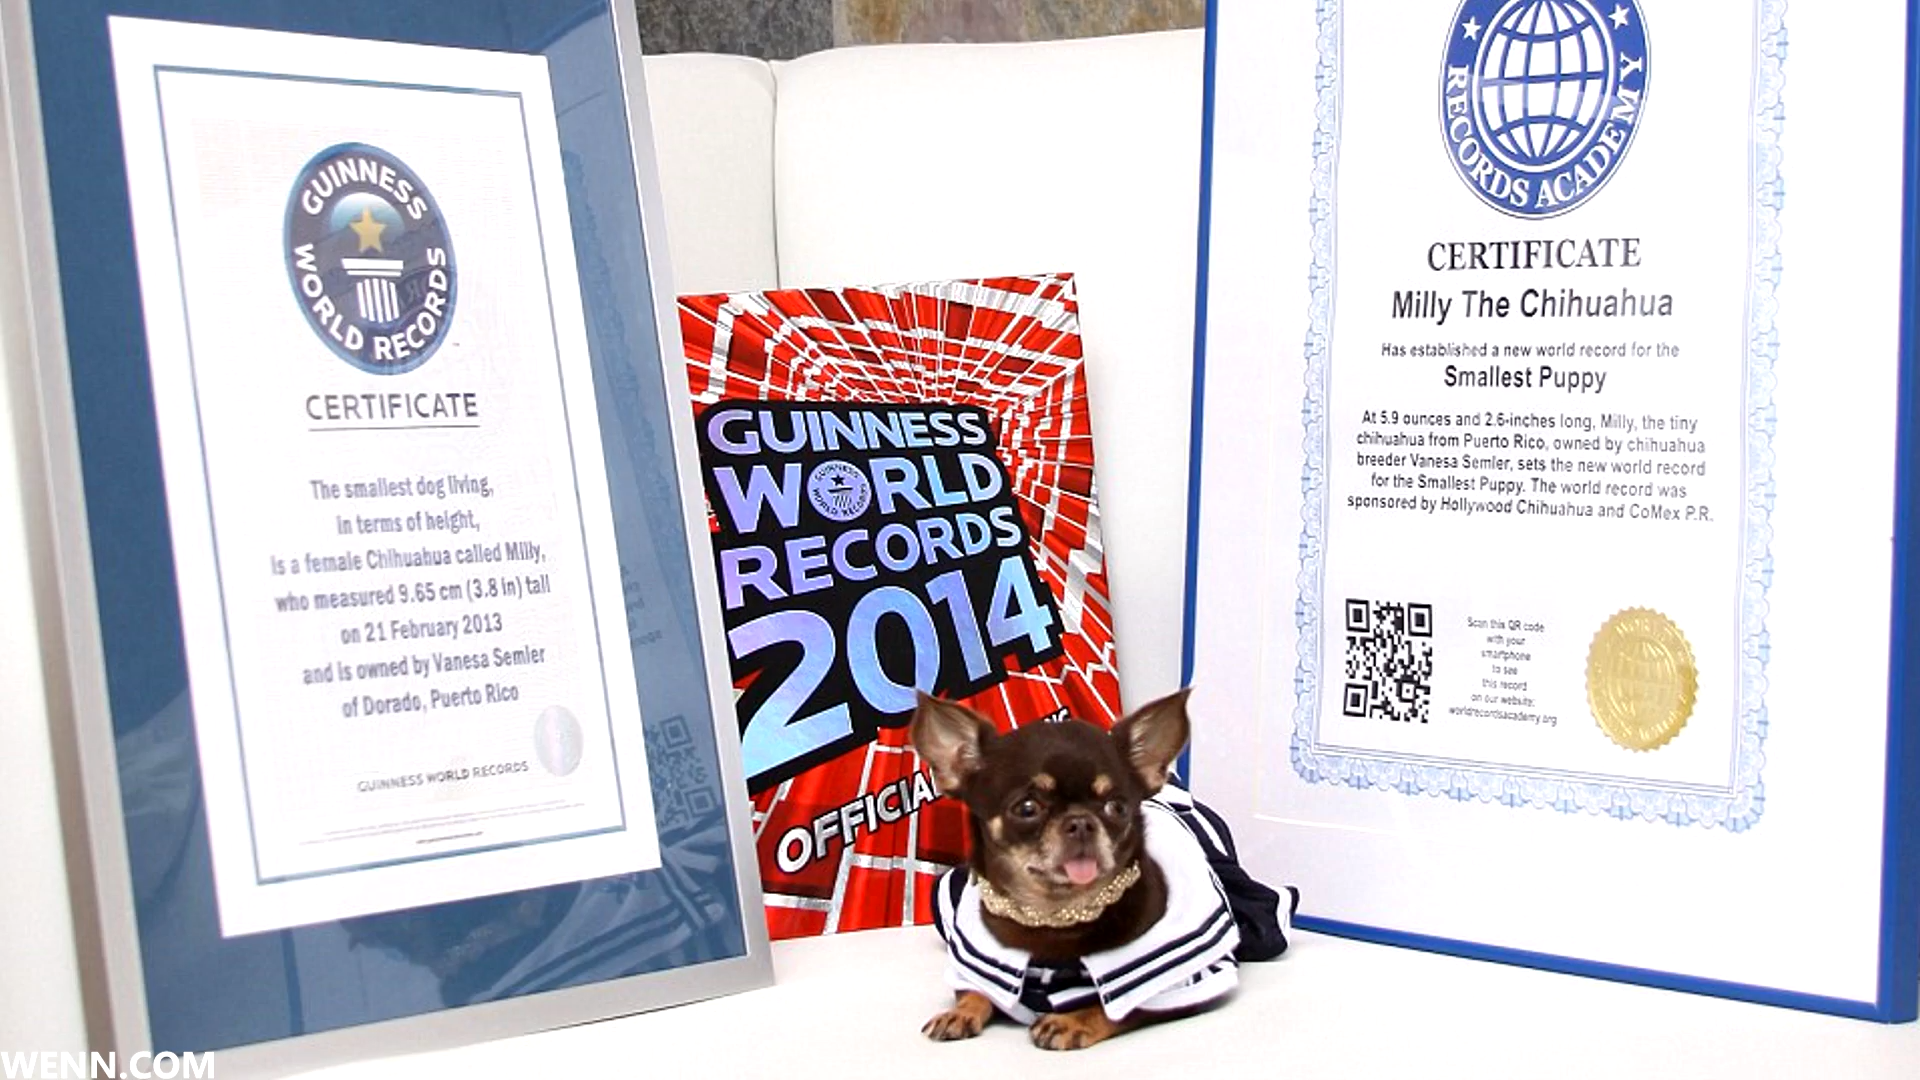 GUINNESS
WORLD RECORDS
CERTIFICATE
The smallest dog living,
in terms of height,
is a female Chihuahua called Milly,
who measured 9.65 cm (3.8 in) tall
on 21 February 2013
and is owned by Vanesa Semler
of Dorado, Puerto Rico
GUINNESS WORLD RECORDS
GUINNESS
WORLD
RECORDS
2014
OFFICIA
RECORDS ACADEMY
CERTIFICATE
Milly The Chihuahua
Has established a new world record for the
Smallest Puppy
At 5.9 ounces and 2.6-inches long, Milly, the tiny
chihuahua from Puerto Rico, owned by chihuahua
breeder Vanesa Semler, sets the new world record
for the Smallest Puppy. The world record was
sponsored by Hollywood Chihuahua and CoMex P.R.
Scan this QR code
with your
smartphone
to see
this record
on our website:
worldrecordsacademy.org
WENN.COM